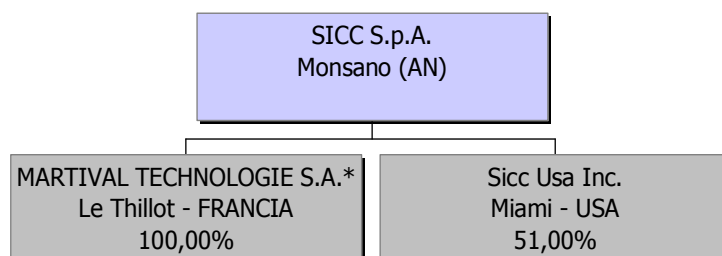 SICC S.p.A.
Monsano (AN)
MARTIVAL TECHNOLOGIE S.A.*
Le Thillot - FRANCIA
100,00%
Sicc Usa Inc.
Miami - USA
51,00%